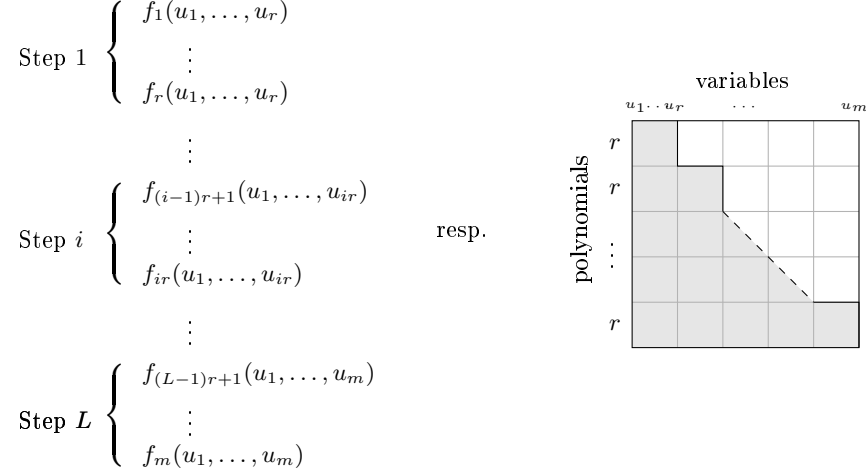 f_1(u_1, . . . , u_r)
Step 1
⋮
f_r(u_1, . . . , u_r)
⋮
f_{(i−1)r+1}(u_1, . . . , u_{ir})
Step i
⋮
f_{ir}(u_1, . . . , u_{ir})
⋮
f_{(L−1)r+1}(u_1, . . . , u_m)
Step L
⋮
f_m(u_1, . . . , u_m)
resp.
variables
u_1 · · u_r . . . u_m
polynomials
r
r
⋮
r